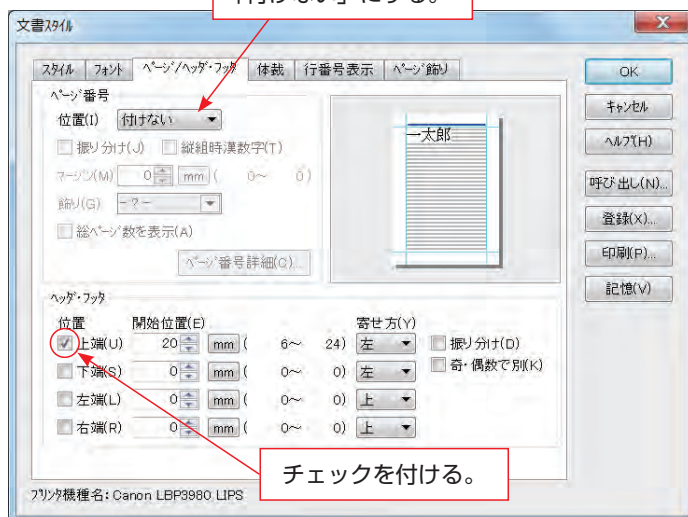 「付けない」にする。
文書スタイル
スタイル フォント ページ/ヘッダ・フッタ 体裁 行番号表示 ページ飾り
ページ番号
位置(I) 付けない
振り分け(J) 縦組時漢数字(T)
マージン(M) 0 mm ( 0～ 0)
飾り(G) -?-
総ページ数を表示(A)
ページ番号詳細(C)...
一太郎
OK
キャンセル
ヘルプ(H)
呼び出し(N)...
登録(X)...
印刷(P)...
記憶(V)
ヘッダ・フッタ
位置 開始位置(E) 寄せ方(Y)
上端(U) 20 mm ( 6～ 24) 左 振り分け(D)
下端(S) 0 mm ( 0～ 0) 左 奇・偶数で別(K)
左端(L) 0 mm ( 0～ 0) 上
右端(R) 0 mm ( 0～ 0) 上
チェックを付ける。
プリンタ機種名: Canon LBP3980 LIPS